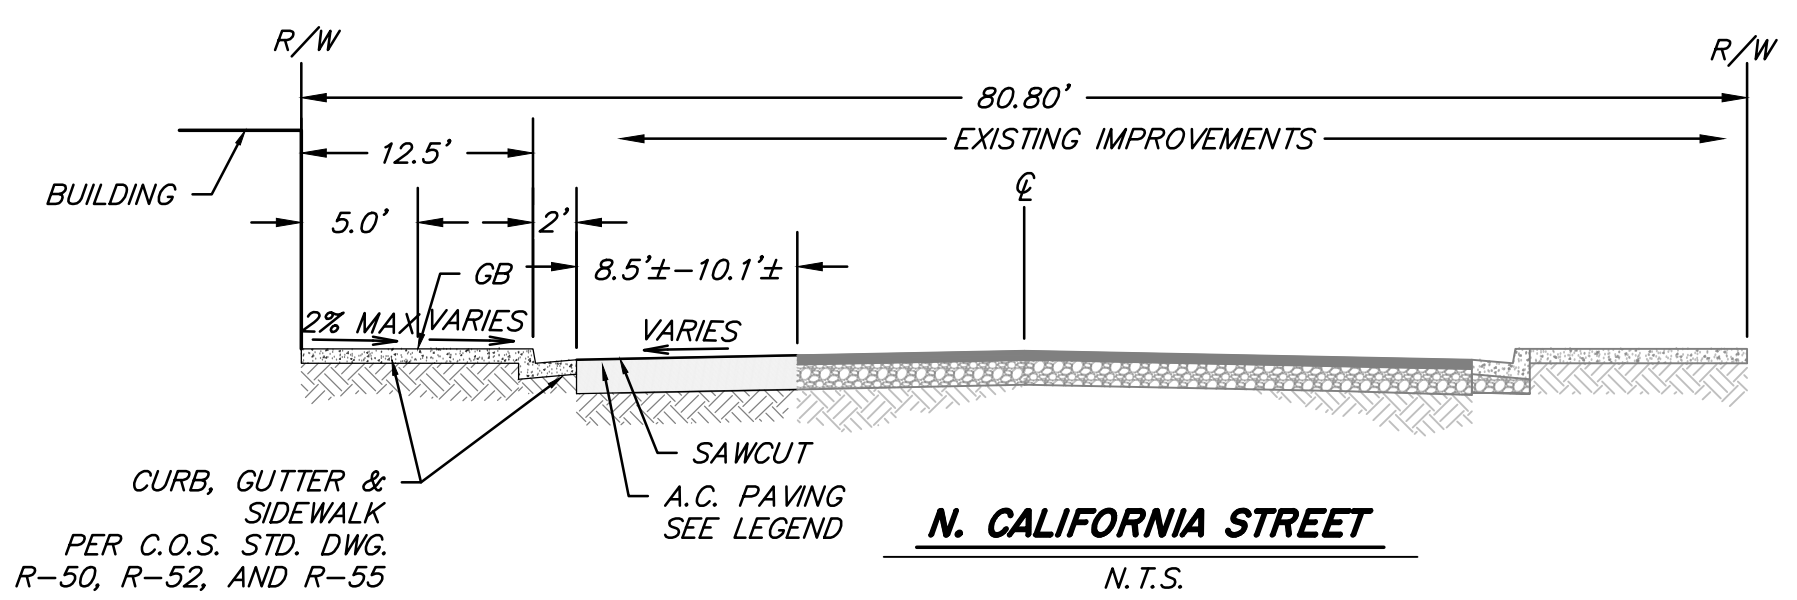 R/W
R/W
80.80'
EXISTING IMPROVEMENTS
12.5'
BUILDING
℄
5.0'
2'
GB
8.5'±-10.1'±
2% MAX
VARIES
VARIES
SAWCUT
CURB, GUTTER &
SIDEWALK
PER C.O.S. STD. DWG.
R-50, R-52, AND R-55
A.C. PAVING
SEE LEGEND
N. CALIFORNIA STREET
N.T.S.